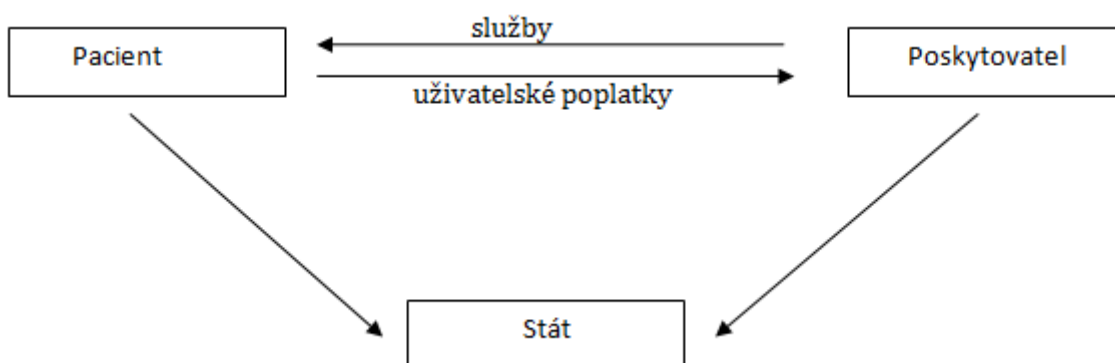 služby
Pacient
Poskytovatel
uživatelské poplatky
Stát